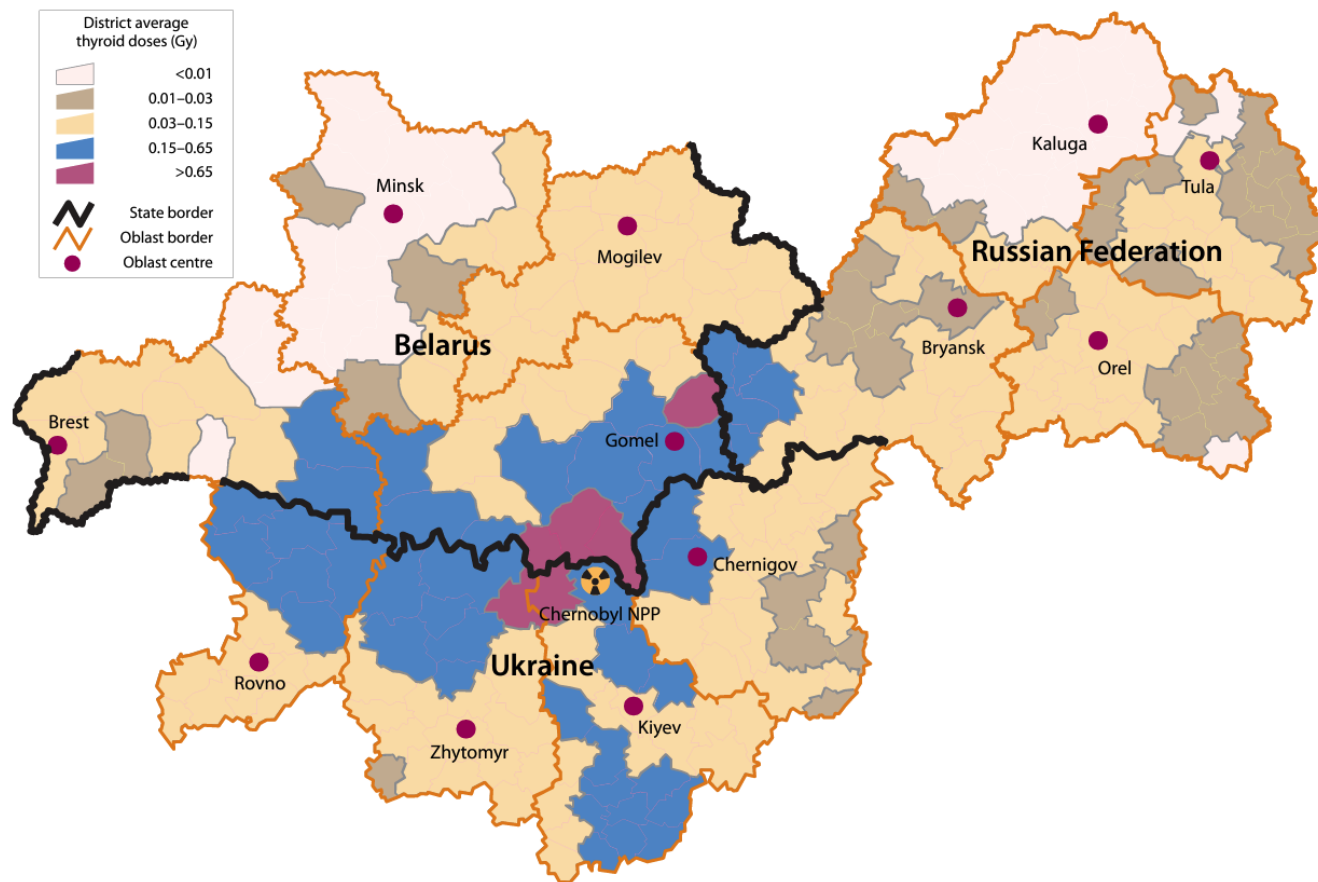 District average
thyroid doses (Gy)
<0.01
0.01–0.03
0.03–0.15
0.15–0.65
>0.65
State border
Oblast border
Oblast centre
Kaluga
Tula
Minsk
Mogilev
Russian Federation
Belarus
Bryansk
Orel
Brest
Gomel
Chernigov
Chernobyl NPP
Ukraine
Rovno
Kiyev
Zhytomyr